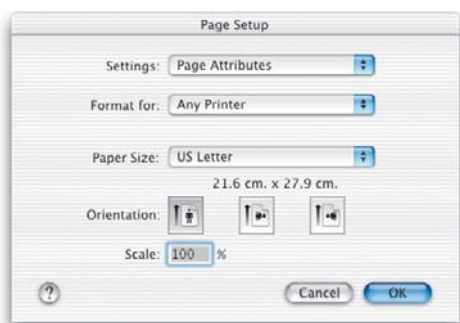 Page Setup
Settings: Page Attributes
Format for: Any Printer
Paper Size: US Letter
21.6 cm. x 27.9 cm.
Orientation:
Scale: 100 %
? Cancel OK